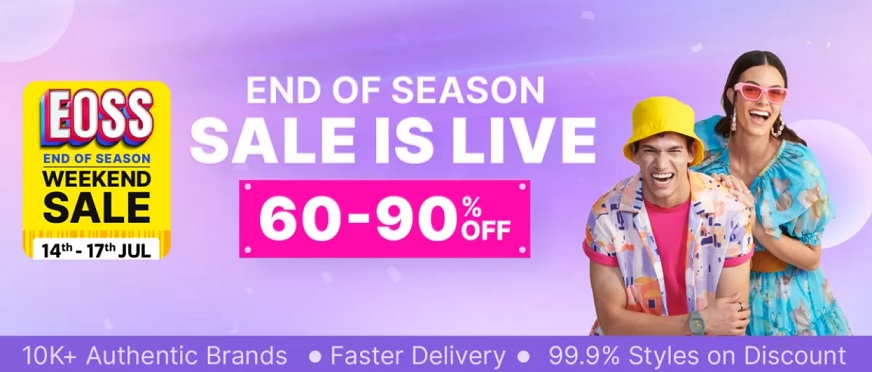 EOSS
END OF SEASON
WEEKEND
SALE
14th - 17th JUL
END OF SEASON
SALE IS LIVE
60-90% OFF
10K+ Authentic Brands ● Faster Delivery ● 99.9% Styles on Discount